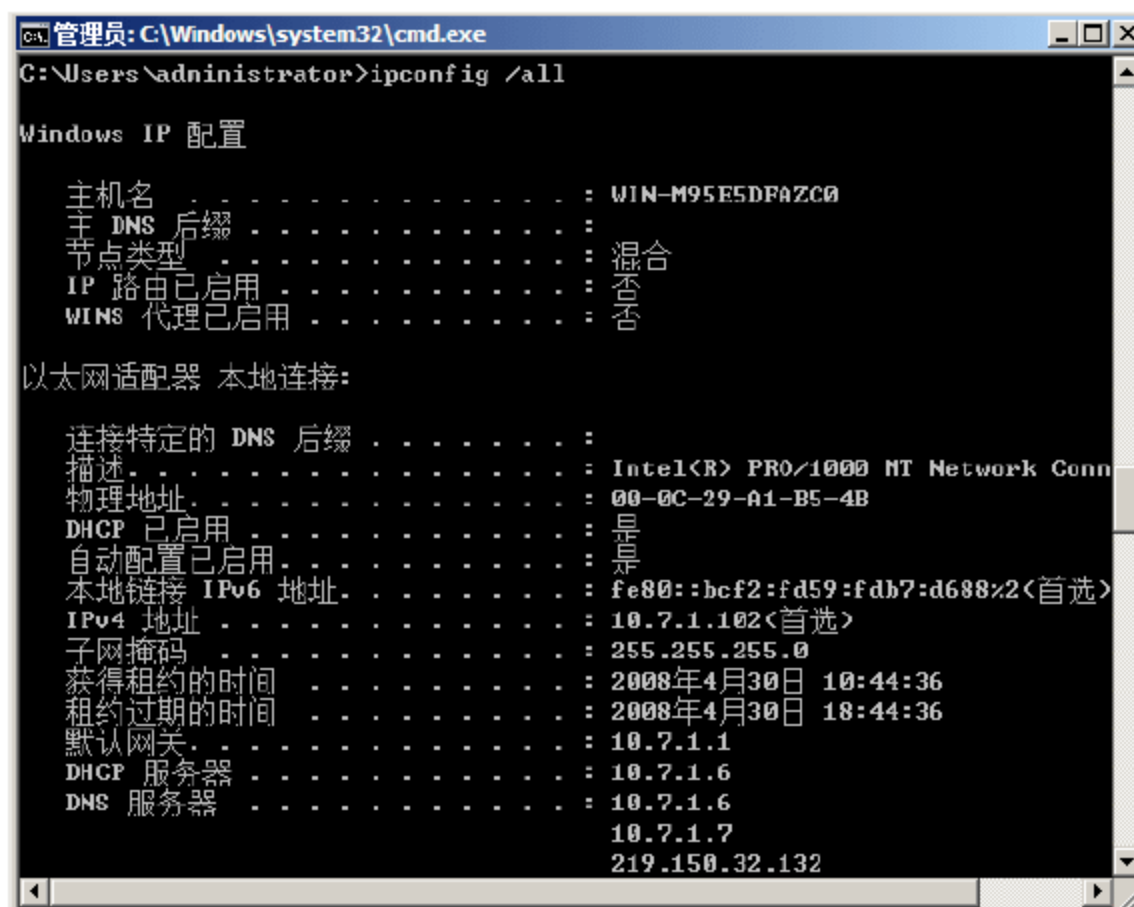 管理员: C:\Windows\system32\cmd.exe
C:\Users\adninistrator>ipconfig /all
Windows IP 配置
主机名 . . . . . . . . . . . . . : WIN-M95E5DFAZC0
主 DNS 后缀 . . . . . . . . . . . :
节点类型 . . . . . . . . . . . . : 混合
IP 路由已启用 . . . . . . . . . . : 否
WINS 代理已启用 . . . . . . . . . : 否
以太网适配器 本地连接:
连接特定的 DNS 后缀 . . . . . . . :
描述. . . . . . . . . . . . . . . : Intel(R) PRO/1000 MT Network Conn
物理地址. . . . . . . . . . . . . : 00-0C-29-A1-B5-4B
DHCP 已启用 . . . . . . . . . . . : 是
自动配置已启用. . . . . . . . . . : 是
本地链接 IPv6 地址. . . . . . . . : fe80::bcf2:fd59:fdb7:d688%2(首选)
IPv4 地址 . . . . . . . . . . . . : 10.7.1.102(首选)
子网掩码 . . . . . . . . . . . . : 255.255.255.0
获得租约的时间 . . . . . . . . . : 2008年4月30日 10:44:36
租约过期的时间 . . . . . . . . . : 2008年4月30日 18:44:36
默认网关. . . . . . . . . . . . . : 10.7.1.1
DHCP 服务器 . . . . . . . . . . . : 10.7.1.6
DNS 服务器 . . . . . . . . . . . : 10.7.1.6
10.7.1.7
219.150.32.132